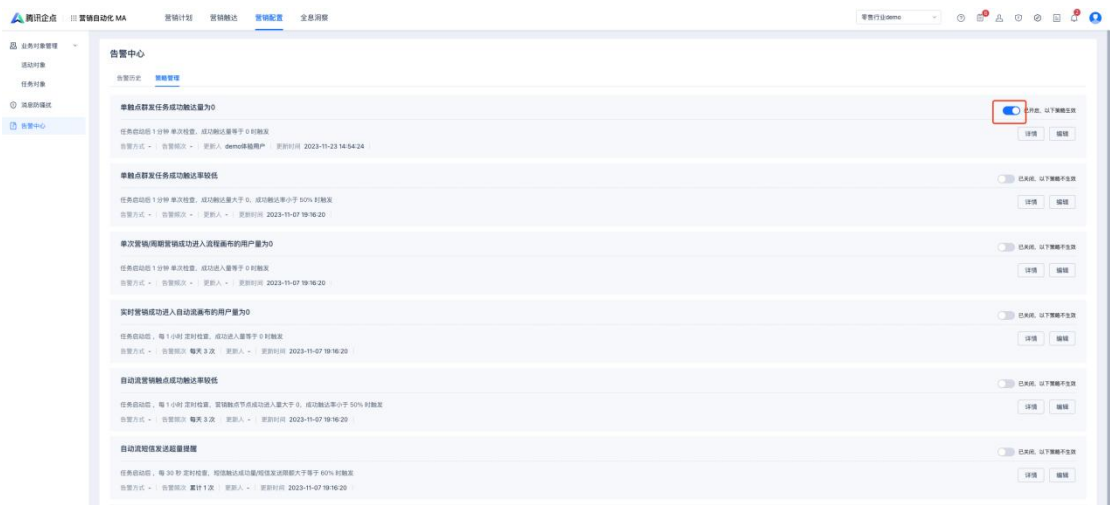 腾讯企点 营销自动化 MA 营销计划 营销触达 营销配置 全息洞察 零售行业demo
业务对象管理
活动对象
任务对象
消息防骚扰
告警中心
告警中心
告警历史 策略管理
单触点群发任务成功触达量为0 已开启，以下策略生效
任务启动后 1 分钟 单次检查，成功触达量等于 0 时触发 详情 编辑
告警方式 - 告警频次 - 更新人 demo体验用户 更新时间 2023-11-23 14:54:24
单触点群发任务成功触达率较低 已关闭，以下策略不生效
任务启动后 1 分钟 单次检查，成功触达量大于 0，成功触达率小于 50% 时触发 详情 编辑
告警方式 - 告警频次 - 更新人 - 更新时间 2023-11-07 19:16:20
单次营销/周期营销成功进入流程画布的用户量为0 已关闭，以下策略不生效
任务启动后 1 分钟 单次检查，成功进入量等于 0 时触发 详情 编辑
告警方式 - 告警频次 - 更新人 - 更新时间 2023-11-07 19:16:20
实时营销成功进入自动流画布的用户量为0 已关闭，以下策略不生效
任务启动后，每 1 小时 定时检查，成功进入量等于 0 时触发 详情 编辑
告警方式 - 告警频次 每天 3 次 更新人 - 更新时间 2023-11-07 19:16:20
自动流营销触点成功触达率较低 已关闭，以下策略不生效
任务启动后，每 1 小时 定时检查，营销触点节点成功进入量大于 0，成功触达率小于 50% 时触发 详情 编辑
告警方式 - 告警频次 每天 3 次 更新人 - 更新时间 2023-11-07 19:16:20
自动流短信发送超量提醒 已关闭，以下策略不生效
任务启动后，每 30 秒 定时检查，短信触达成功量/短信发送限额大于等于 60% 时触发 详情 编辑
告警方式 - 告警频次 累计 1 次 更新人 - 更新时间 2023-11-07 19:16:20